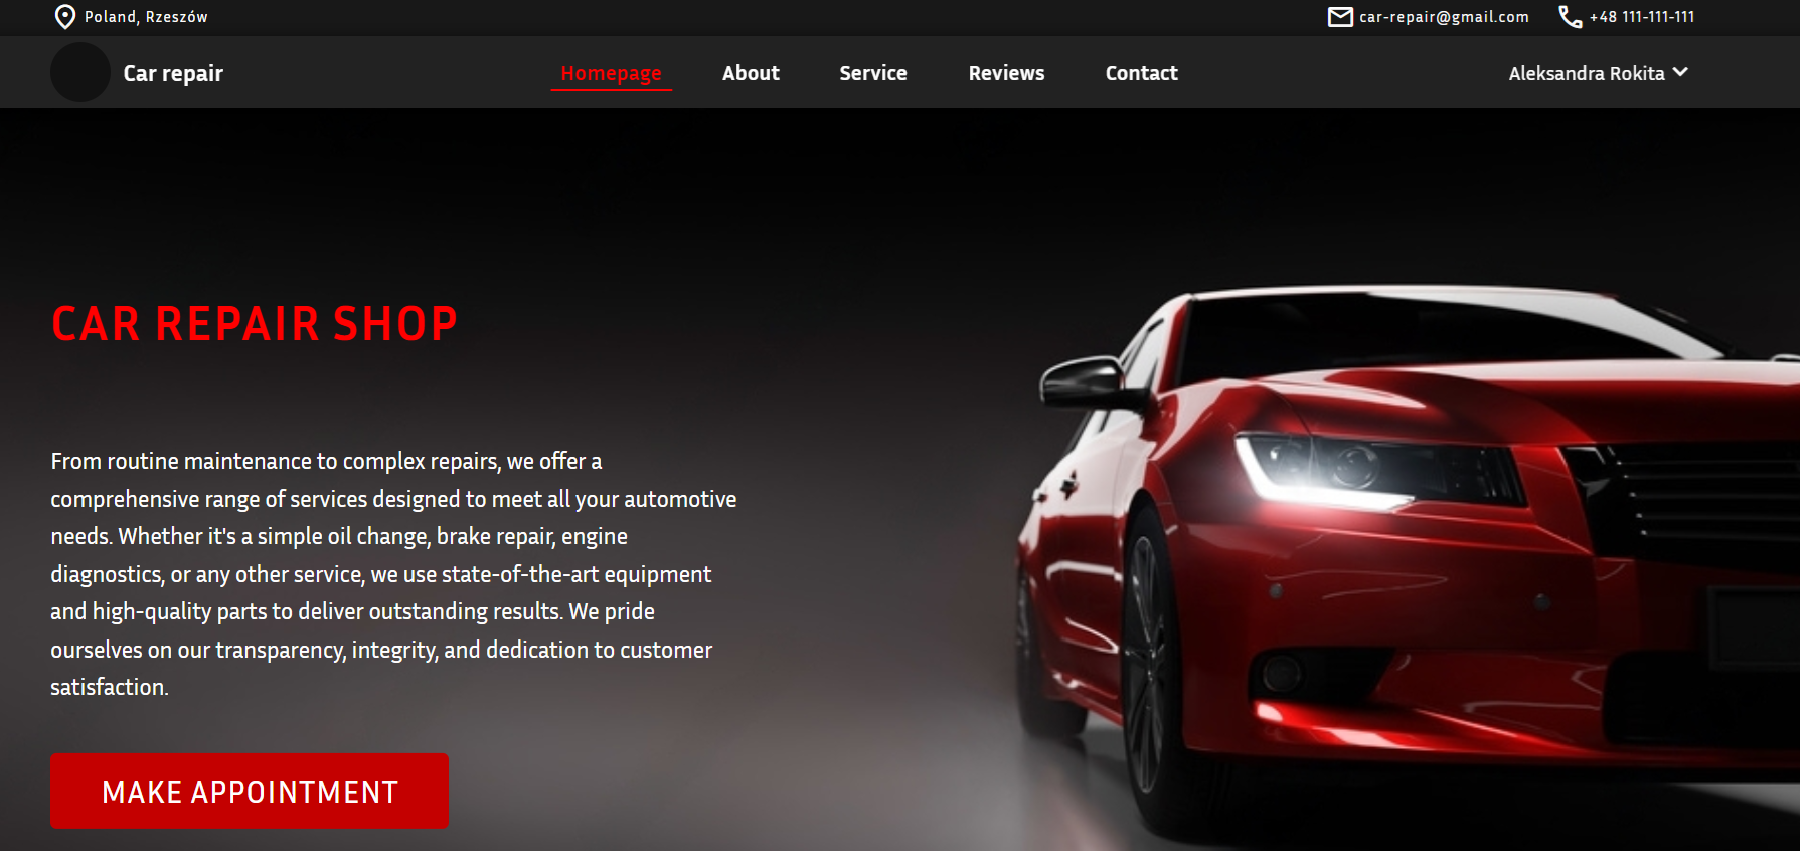 Poland, Rzeszów
car-repair@gmail.com
+48 111-111-111
Car repair
Homepage
About
Service
Reviews
Contact
Aleksandra Rokita
CAR REPAIR SHOP
From routine maintenance to complex repairs, we offer a
comprehensive range of services designed to meet all your automotive
needs. Whether it's a simple oil change, brake repair, engine
diagnostics, or any other service, we use state-of-the-art equipment
and high-quality parts to deliver outstanding results. We pride
ourselves on our transparency, integrity, and dedication to customer
satisfaction.
MAKE APPOINTMENT